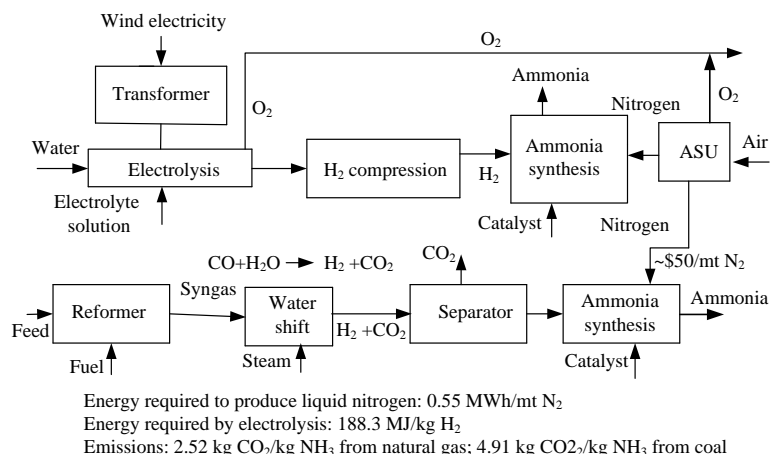 Wind electricity
O₂
Transformer
Ammonia
Nitrogen
O₂
O₂
Water
Electrolysis
H₂ compression
H₂
Ammonia
synthesis
ASU
Air
Electrolyte
solution
Catalyst
Nitrogen
CO+H₂O → H₂ +CO₂
CO₂
~$50/mt N₂
Syngas
Reformer
Water
shift
Separator
Ammonia
synthesis
Ammonia
Feed
H₂ +CO₂
Fuel
Steam
Catalyst
Energy required to produce liquid nitrogen: 0.55 MWh/mt N₂
Energy required by electrolysis: 188.3 MJ/kg H₂
Emissions: 2.52 kg CO₂/kg NH₃ from natural gas; 4.91 kg CO2₂/kg NH₃ from coal